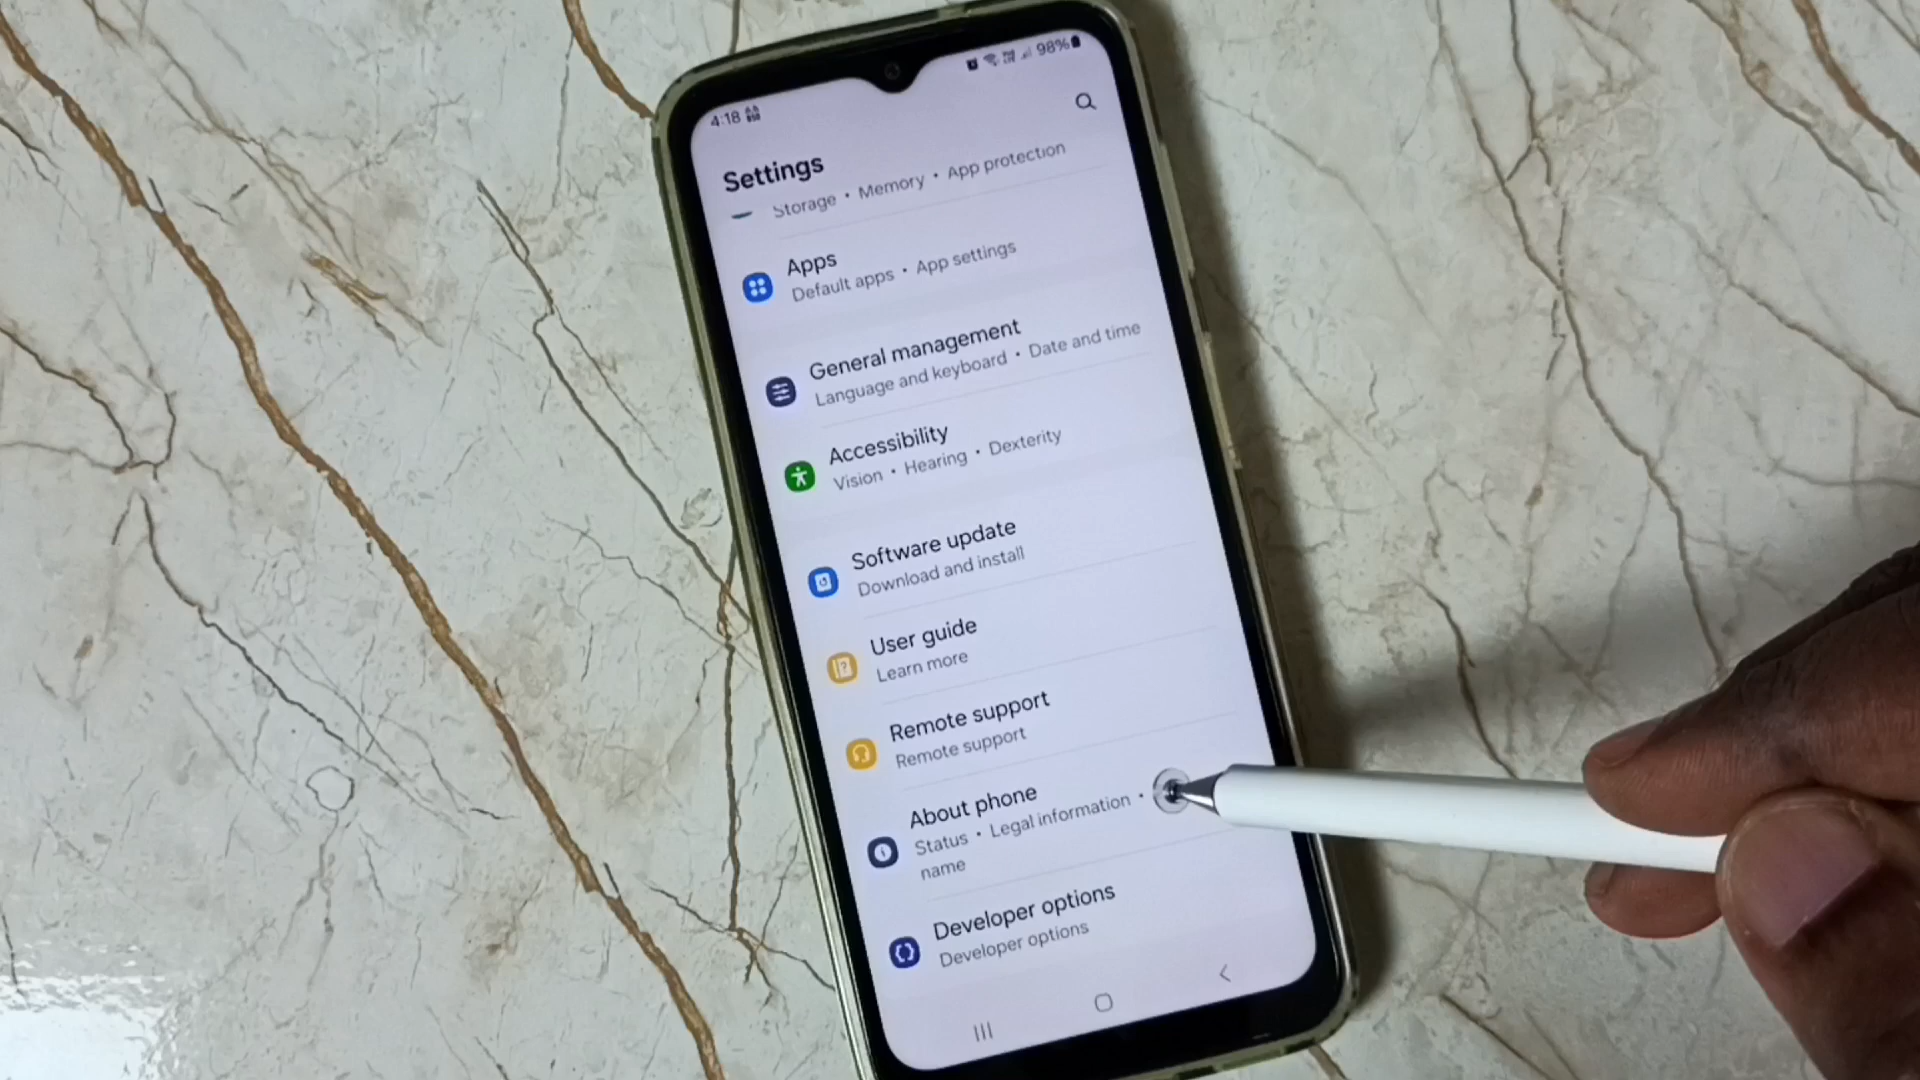 4:18
98%
Settings
Storage • Memory • App protection
Apps
Default apps • App settings
General management
Language and keyboard • Date and time
Accessibility
Vision • Hearing • Dexterity
Software update
Download and install
User guide
Learn more
Remote support
Remote support
About phone
Status • Legal information •
name
Developer options
Developer options